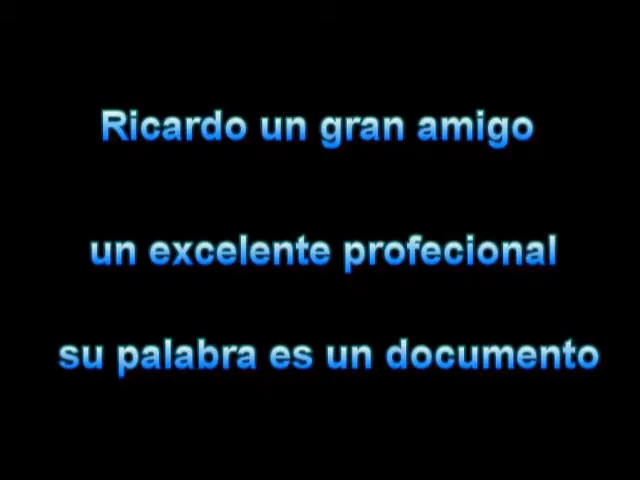 Ricardo un gran amigo
un excelente profecional
su palabra es un documento